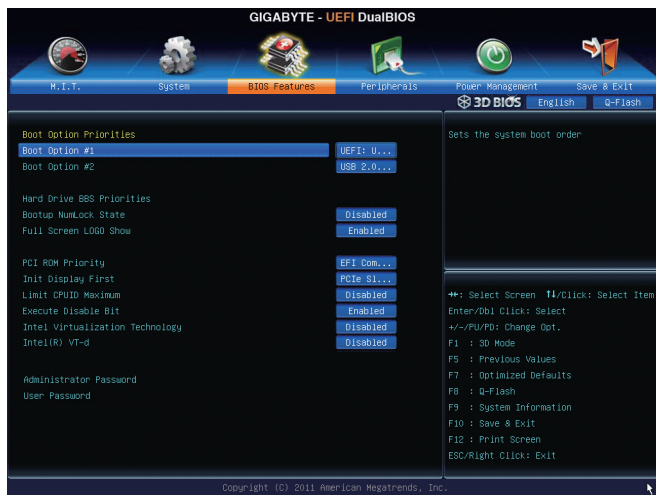 GIGABYTE - UEFI DualBIOS
M.I.T. System BIOS Features Peripherals Power Management Save & Exit
3D BIOS English Q-Flash
Boot Option Priorities
Boot Option #1 UEFI: U...
Boot Option #2 USB 2.0...
Hard Drive BBS Priorities
Bootup NumLock State Disabled
Full Screen LOGO Show Enabled
PCI ROM Priority EFI Com...
Init Display First PCIe Sl...
Limit CPUID Maximum Disabled
Execute Disable Bit Enabled
Intel Virtualization Technology Disabled
Intel(R) VT-d Disabled
Administrator Password
User Password
Sets the system boot order
→←: Select Screen ↑↓/Click: Select Item
Enter/Dbl Click: Select
+/-/PU/PD: Change Opt.
F1 : 3D Mode
F5 : Previous Values
F7 : Optimized Defaults
F8 : Q-Flash
F9 : System Information
F10 : Save & Exit
F12 : Print Screen
ESC/Right Click: Exit
Copyright (C) 2011 American Megatrends, Inc.